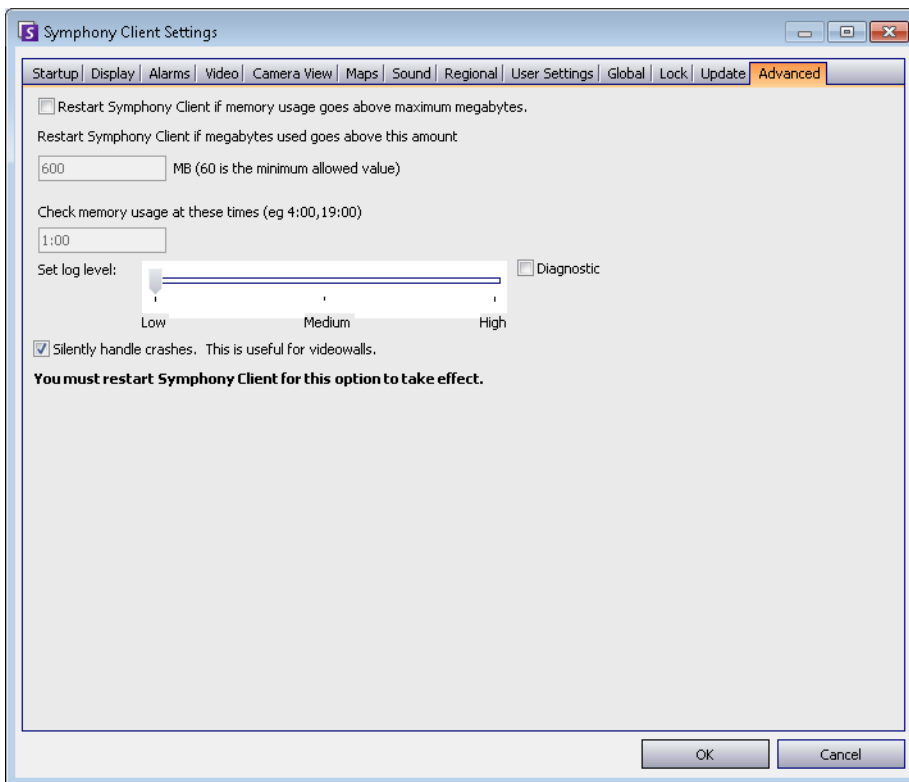 Symphony Client Settings
Startup Display Alarms Video Camera View Maps Sound Regional User Settings Global Lock Update Advanced
Restart Symphony Client if memory usage goes above maximum megabytes.
Restart Symphony Client if megabytes used goes above this amount
600 MB (60 is the minimum allowed value)
Check memory usage at these times (eg 4:00,19:00)
1:00
Set log level: Diagnostic
Low Medium High
Silently handle crashes. This is useful for videowalls.
You must restart Symphony Client for this option to take effect.
OK Cancel